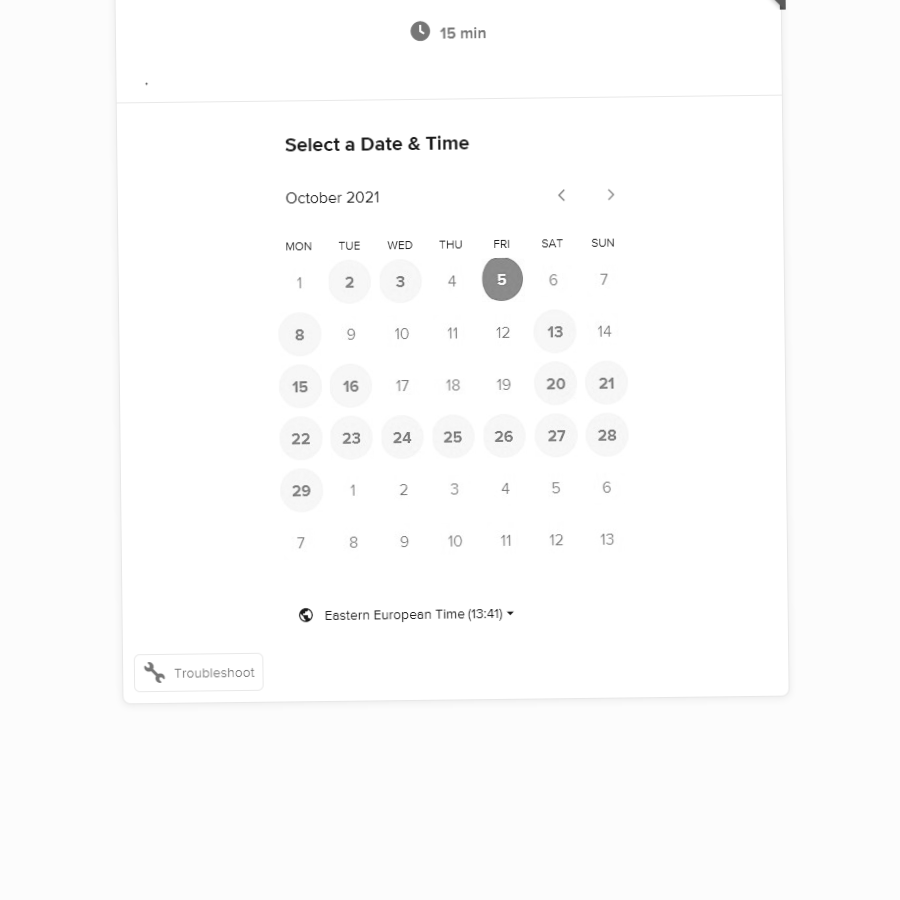 15 min
.
Select a Date & Time
October 2021
MON TUE WED THU FRI SAT SUN
1 2 3 4 5 6 7
8 9 10 11 12 13 14
15 16 17 18 19 20 21
22 23 24 25 26 27 28
29 1 2 3 4 5 6
7 8 9 10 11 12 13
Eastern European Time (13:41)
Troubleshoot